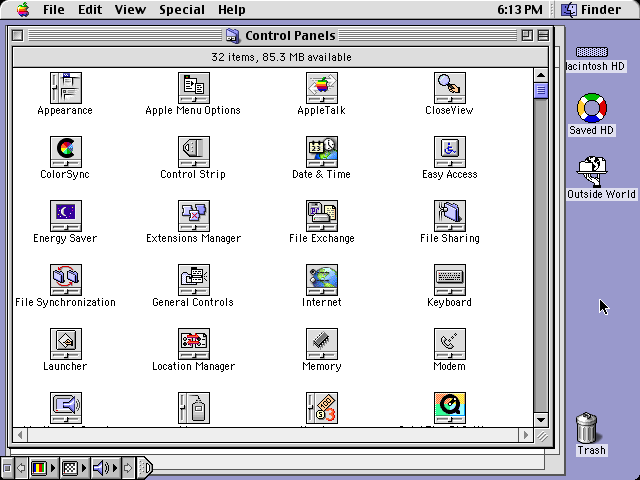 File Edit View Special Help 6:13 PM Finder
Control Panels
32 items, 85.3 MB available
Appearance Apple Menu Options AppleTalk CloseView
ColorSync Control Strip Date & Time Easy Access
Energy Saver Extensions Manager File Exchange File Sharing
File Synchronization General Controls Internet Keyboard
Launcher Location Manager Memory Modem
acintosh HD
Saved HD
Outside World
Trash